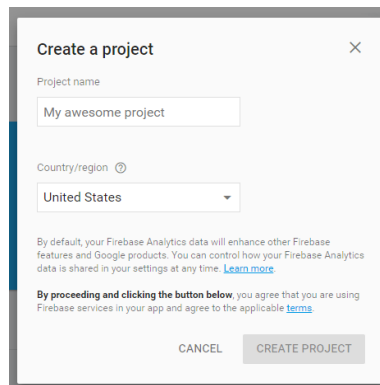 Create a project
Project name
My awesome project
Country/region
United States
By default, your Firebase Analytics data will enhance other Firebase
features and Google products. You can control how your Firebase Analytics
data is shared in your settings at any time. Learn more.
By proceeding and clicking the button below, you agree that you are using
Firebase services in your app and agree to the applicable terms.
CANCEL CREATE PROJECT